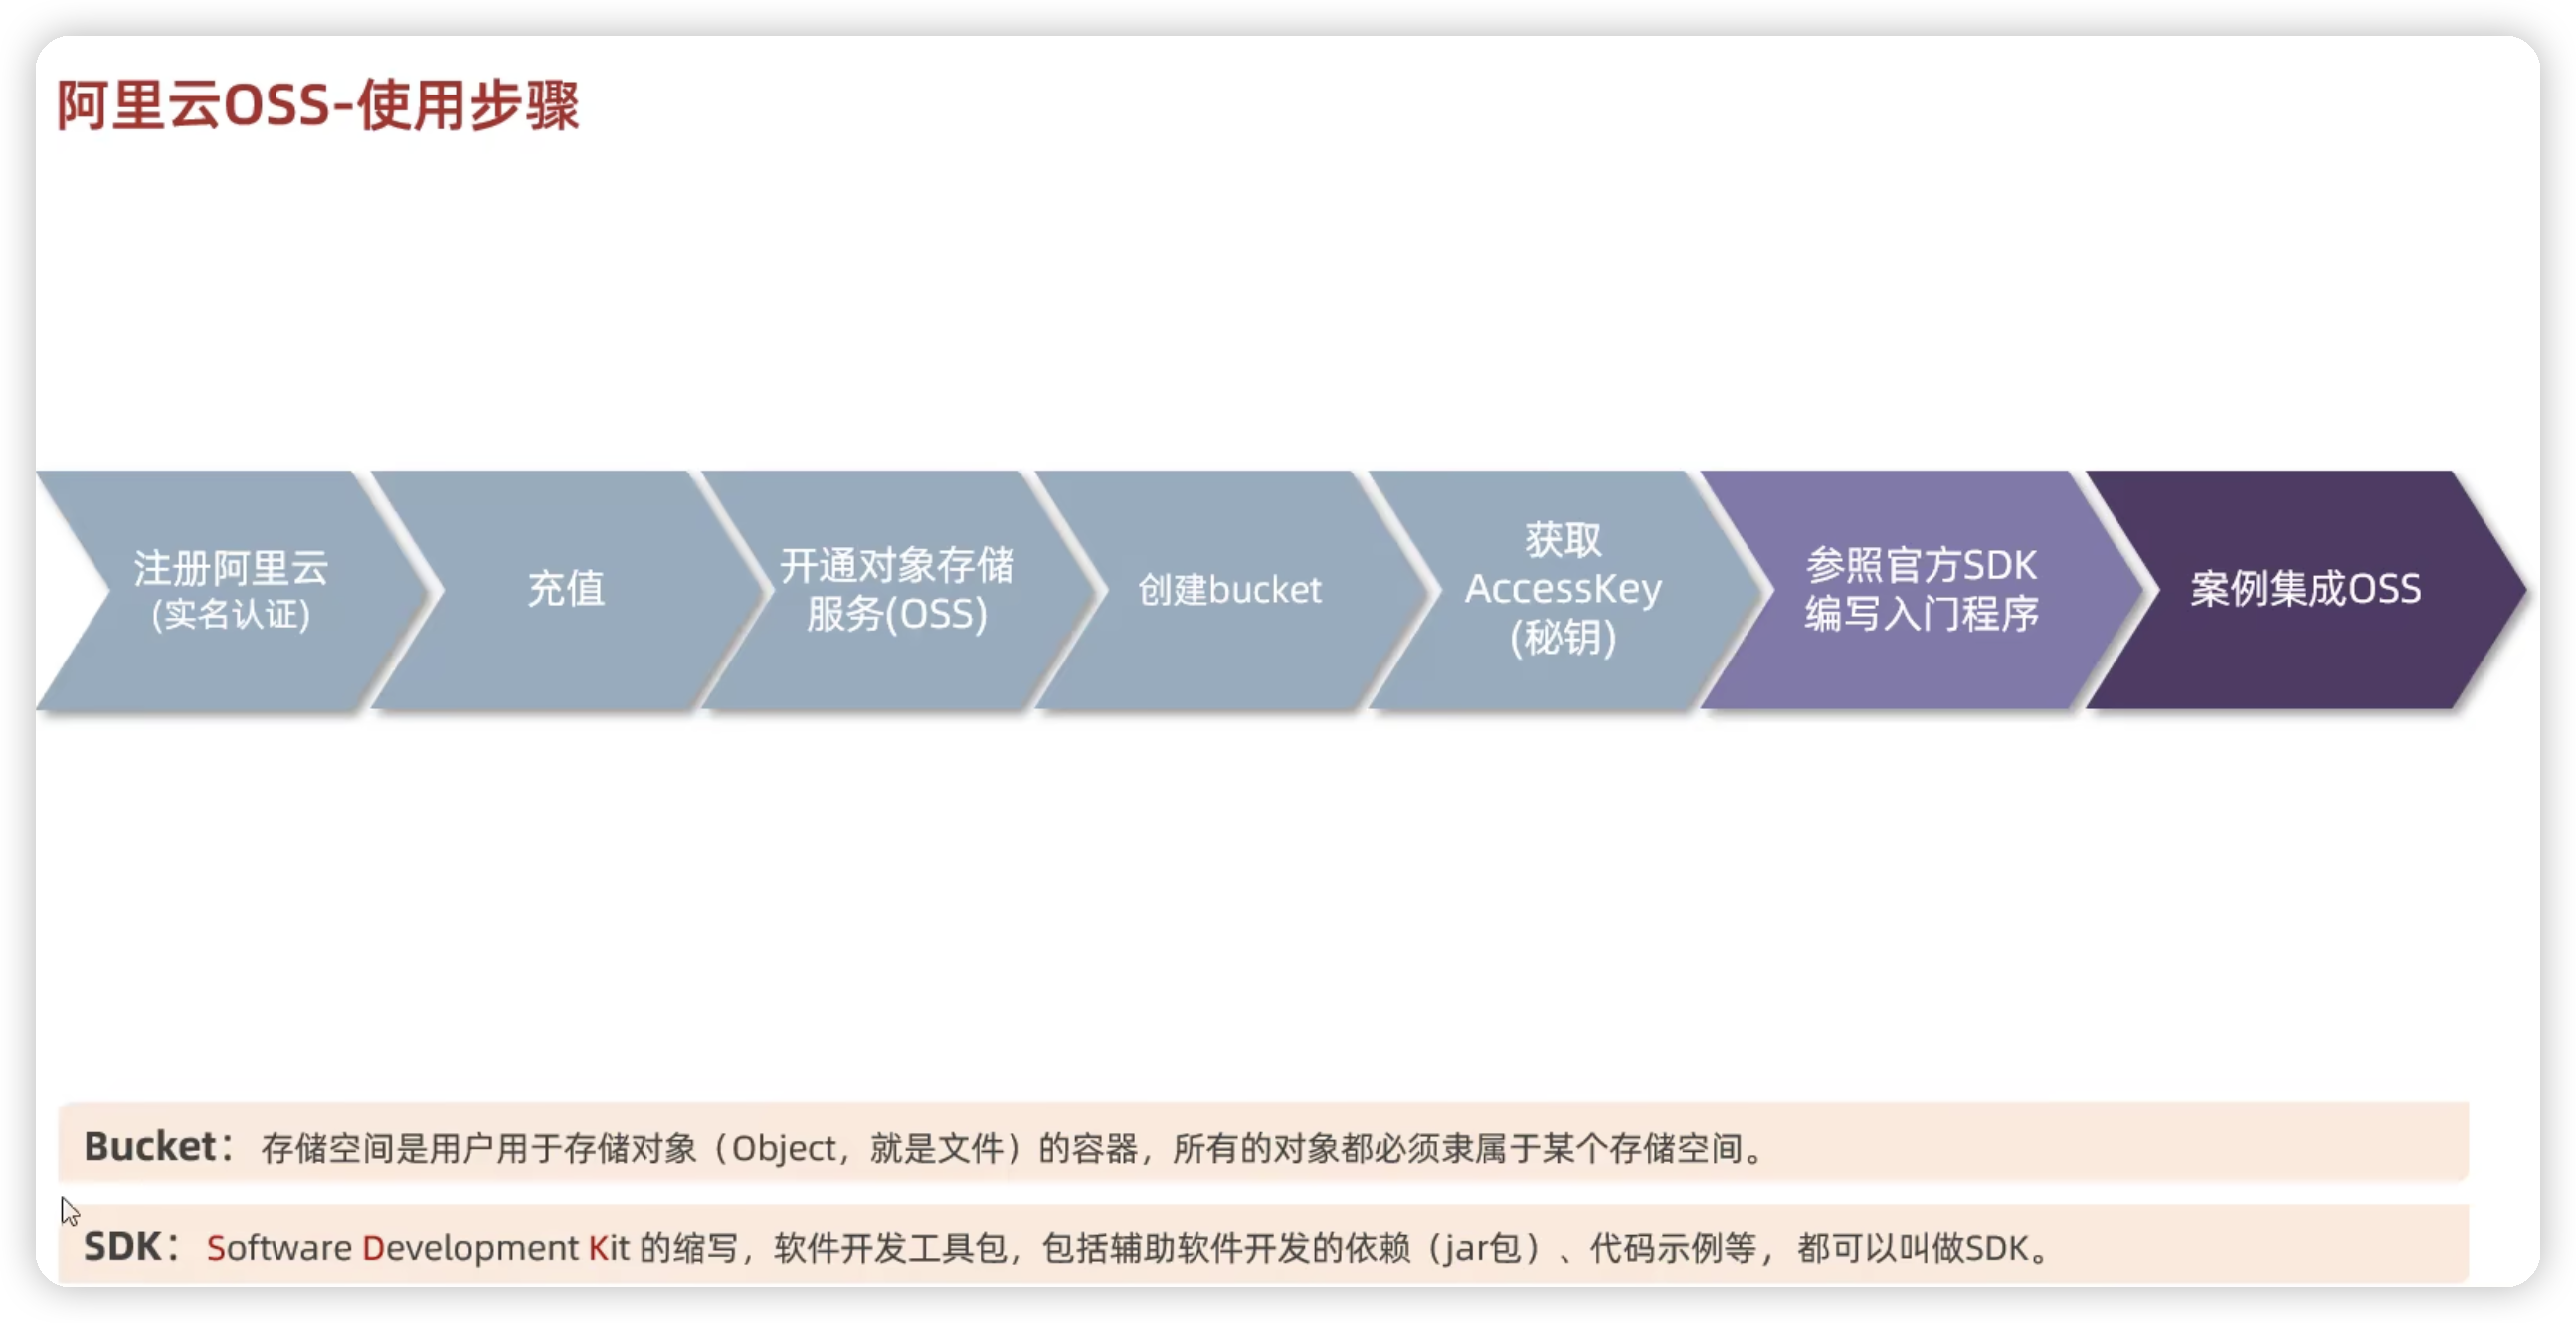 阿里云OSS-使用步骤
注册阿里云
(实名认证)
充值
开通对象存储
服务(OSS)
创建bucket
获取
AccessKey
(秘钥)
参照官方SDK
编写入门程序
案例集成OSS
Bucket：存储空间是用户用于存储对象（Object，就是文件）的容器，所有的对象都必须隶属于某个存储空间。
SDK：Software Development Kit 的缩写，软件开发工具包，包括辅助软件开发的依赖（jar包）、代码示例等，都可以叫做SDK。